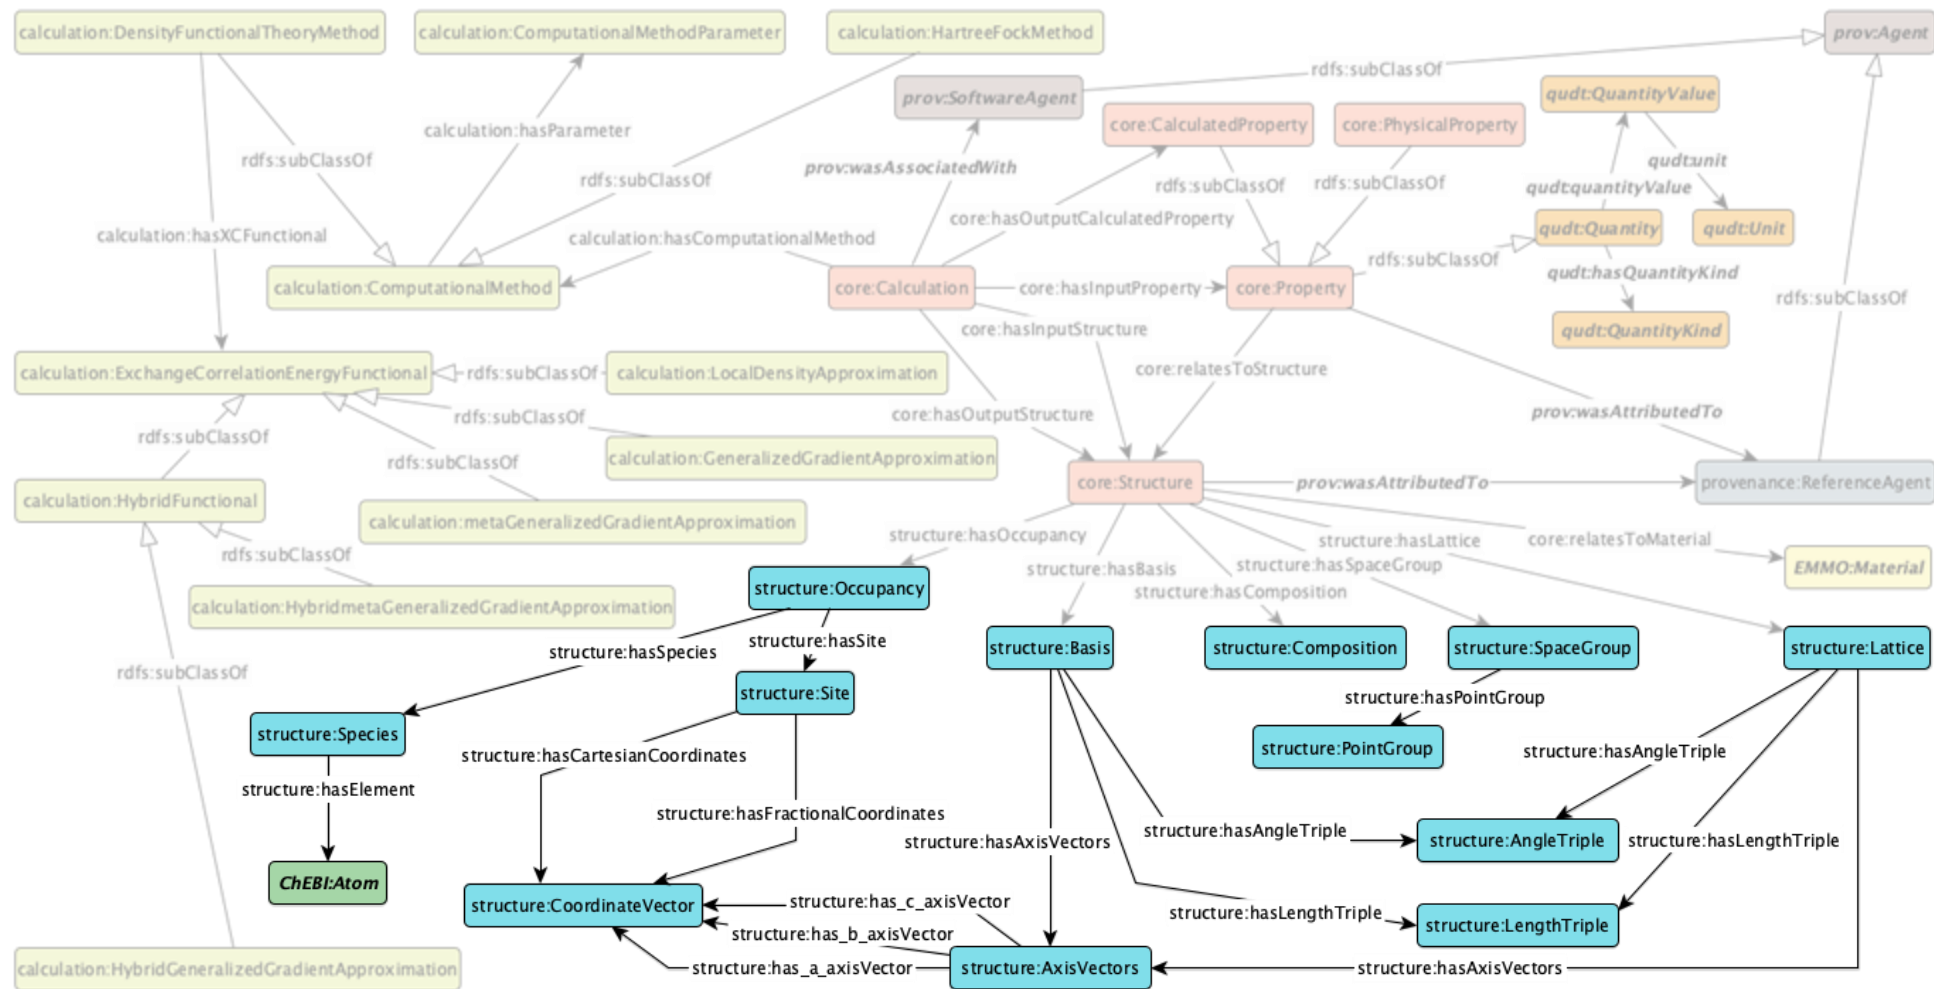 calculation:DensityFunctionalTheoryMethod
calculation:ComputationalMethodParameter
calculation:HartreeFockMethod
prov:Agent
rdfs:subClassOf
prov:SoftwareAgent
qudt:QuantityValue
core:CalculatedProperty
core:PhysicalProperty
calculation:hasParameter
rdfs:subClassOf
prov:wasAssociatedWith
rdfs:subClassOf
rdfs:subClassOf
rdfs:subClassOf
qudt:unit
qudt:quantityValue
calculation:hasXCFunctional
calculation:hasComputationalMethod
core:hasOutputCalculatedProperty
qudt:Quantity
qudt:Unit
rdfs:subClassOf
qudt:hasQuantityKind
calculation:ComputationalMethod
core:Calculation
core:hasInputProperty
core:Property
rdfs:subClassOf
core:hasInputStructure
qudt:QuantityKind
calculation:ExchangeCorrelationEnergyFunctional
rdfs:subClassOf
calculation:LocalDensityApproximation
core:relatesToStructure
rdfs:subClassOf
core:hasOutputStructure
prov:wasAttributedTo
rdfs:subClassOf
rdfs:subClassOf
calculation:GeneralizedGradientApproximation
calculation:HybridFunctional
core:Structure
prov:wasAttributedTo
provenance:ReferenceAgent
calculation:metaGeneralizedGradientApproximation
rdfs:subClassOf
structure:hasOccupancy
structure:hasLattice
core:relatesToMaterial
structure:hasBasis
structure:hasSpaceGroup
EMMO:Material
structure:hasComposition
structure:Occupancy
calculation:HybridmetaGeneralizedGradientApproximation
structure:hasSpecies
structure:hasSite
structure:Basis
structure:Composition
structure:SpaceGroup
structure:Lattice
rdfs:subClassOf
structure:Site
structure:hasPointGroup
structure:Species
structure:PointGroup
structure:hasCartesianCoordinates
structure:hasAngleTriple
structure:hasElement
structure:hasFractionalCoordinates
structure:hasAxisVectors
structure:hasAngleTriple
structure:AngleTriple
structure:hasLengthTriple
ChEBI:Atom
structure:CoordinateVector
structure:has_c_axisVector
structure:hasLengthTriple
structure:LengthTriple
structure:has_b_axisVector
calculation:HybridGeneralizedGradientApproximation
structure:has_a_axisVector
structure:AxisVectors
structure:hasAxisVectors